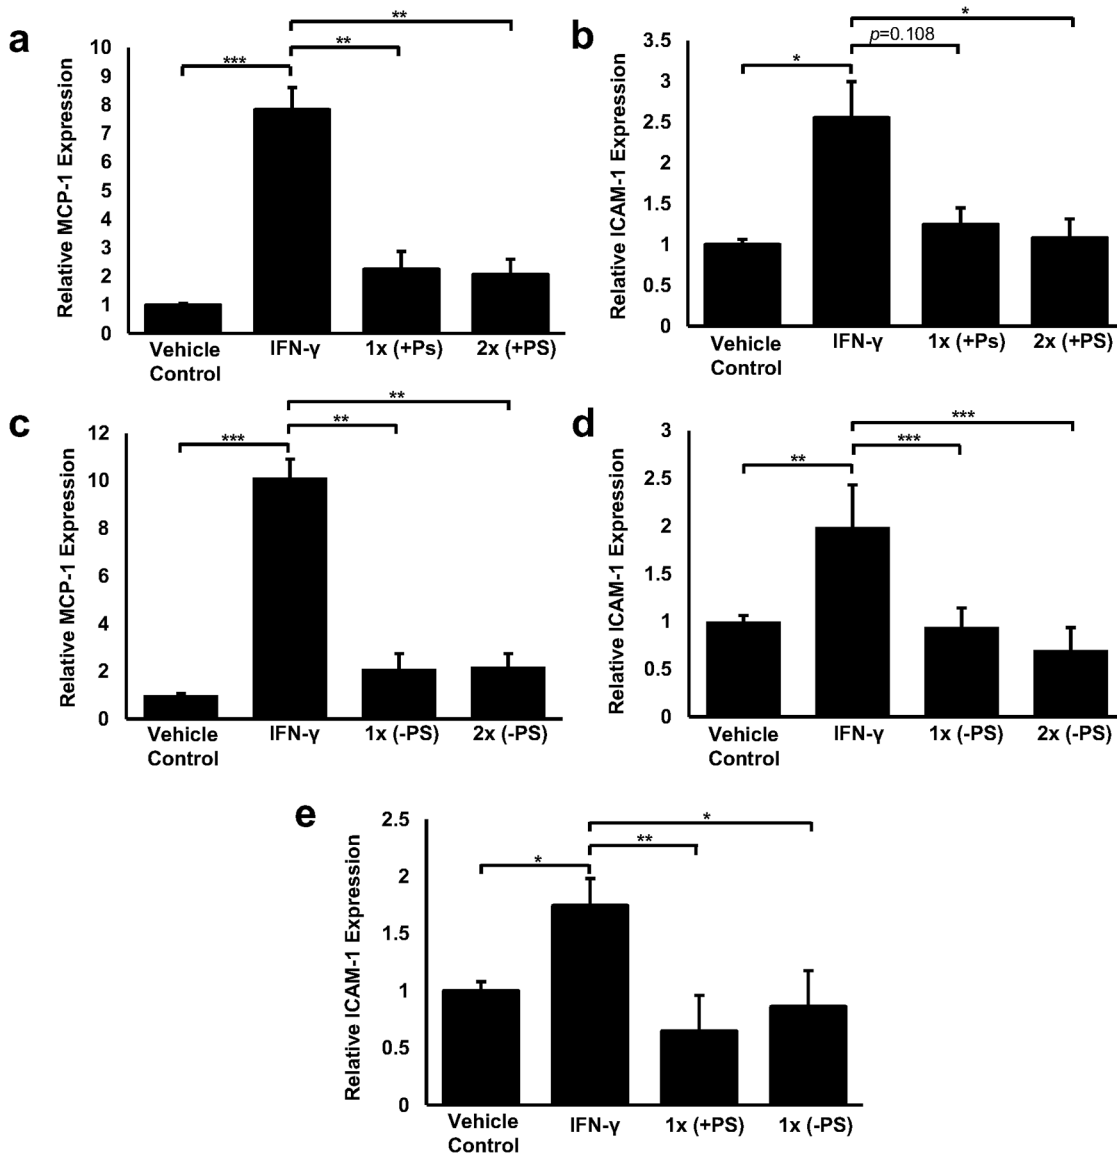 a
Relative MCP-1 Expression
10
9
8
7
6
5
4
3
2
1
0
***
**
**
Vehicle
Control
IFN-γ
1x (+Ps)
2x (+PS)
b
Relative ICAM-1 Expression
3.5
3
2.5
2
1.5
1
0.5
0
*
p=0.108
*
Vehicle
Control
IFN-γ
1x (+Ps)
2x (+PS)
c
Relative MCP-1 Expression
12
10
8
6
4
2
0
***
**
**
Vehicle
Control
IFN-γ
1x (-PS)
2x (-PS)
d
Relative ICAM-1 Expression
3
2.5
2
1.5
1
0.5
0
**
***
***
Vehicle
Control
IFN-γ
1x (-PS)
2x (-PS)
e
Relative ICAM-1 Expression
2.5
2
1.5
1
0.5
0
*
**
*
Vehicle
Control
IFN-γ
1x (+PS)
1x (-PS)